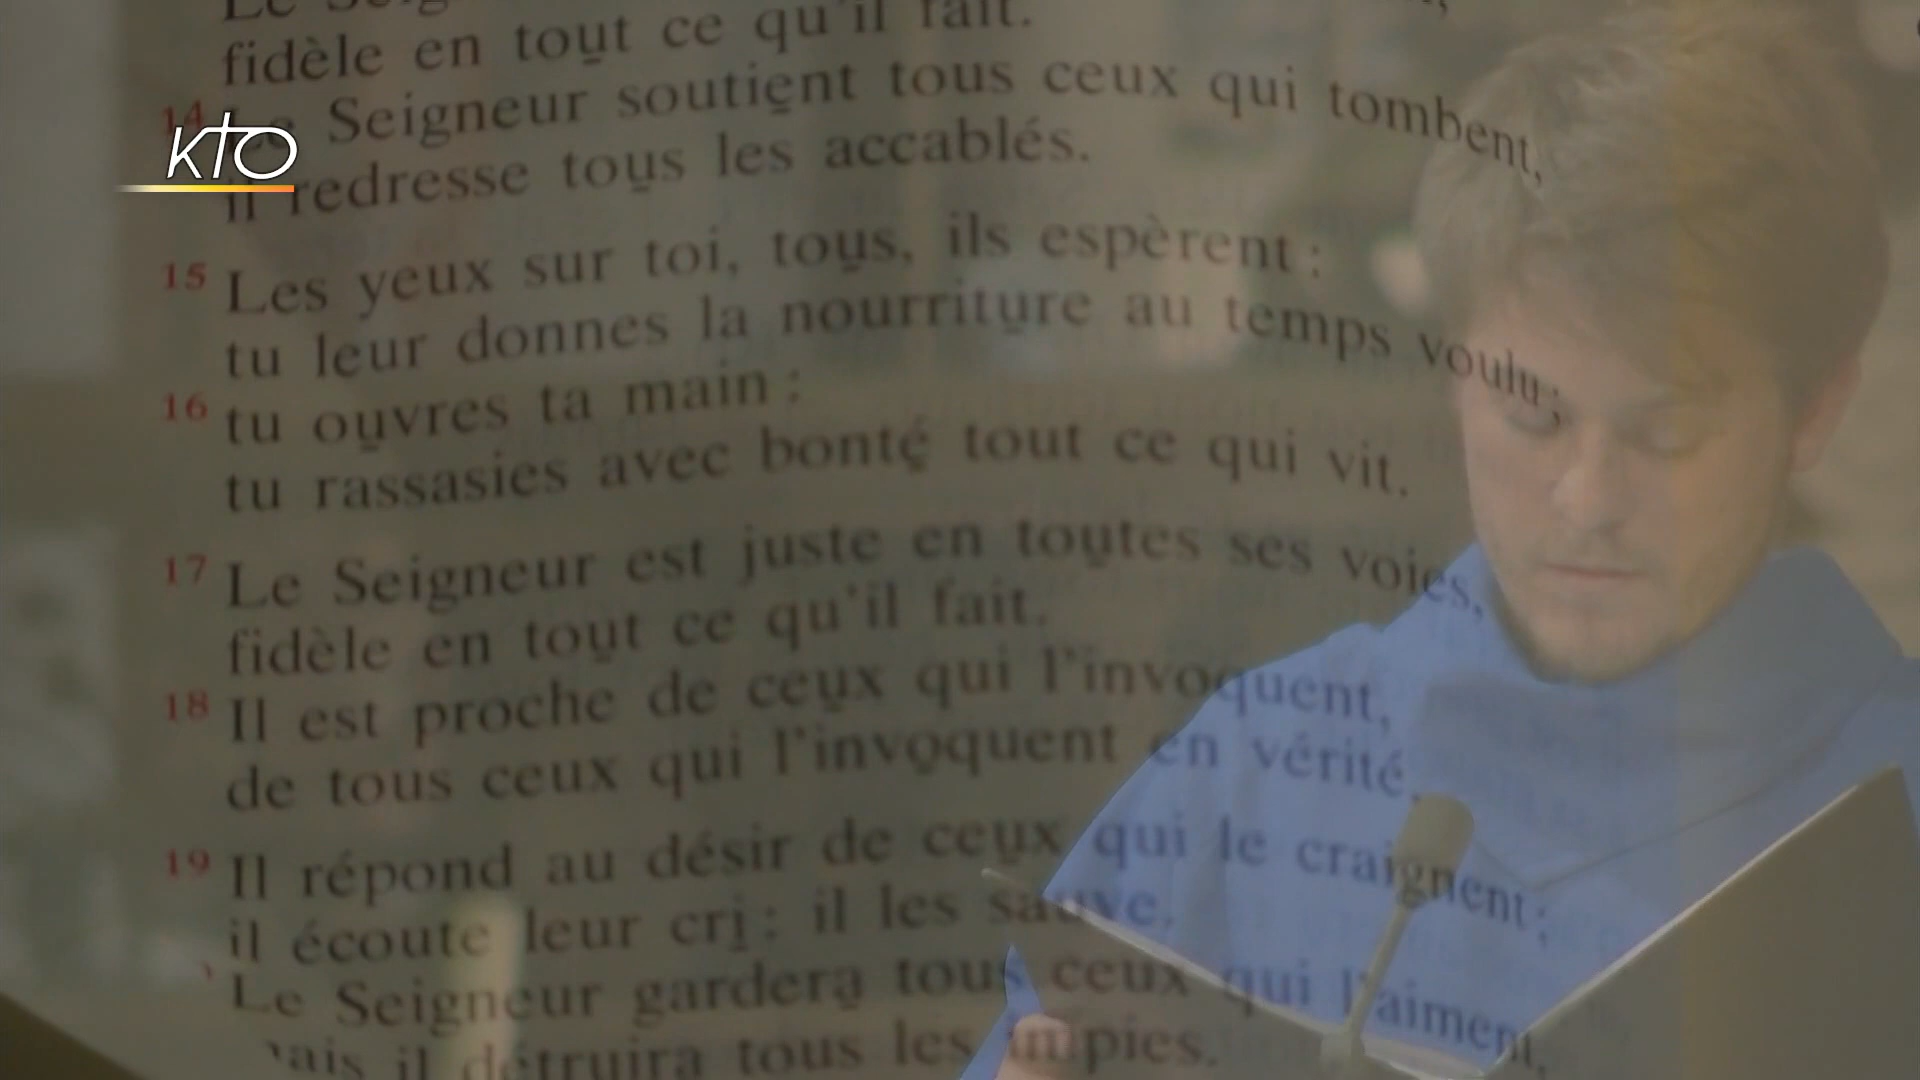 Le Seigneur
fidèle en tout ce qu'il fait.
14 Le Seigneur soutient tous ceux qui tombent,
il redresse tous les accablés.
KTO
15 Les yeux sur toi, tous, ils espèrent :
tu leur donnes la nourriture au temps voulu ;
16 tu ouvres ta main :
tu rassasies avec bonté tout ce qui vit.
17 Le Seigneur est juste en toutes ses voies,
fidèle en tout ce qu'il fait.
18 Il est proche de ceux qui l'invoquent,
de tous ceux qui l'invoquent en vérité.
19 Il répond au désir de ceux qui le craignent ;
il écoute leur cri : il les sauve.
Le Seigneur gardera tous ceux qui l'aiment,
mais il détruira tous les impies.